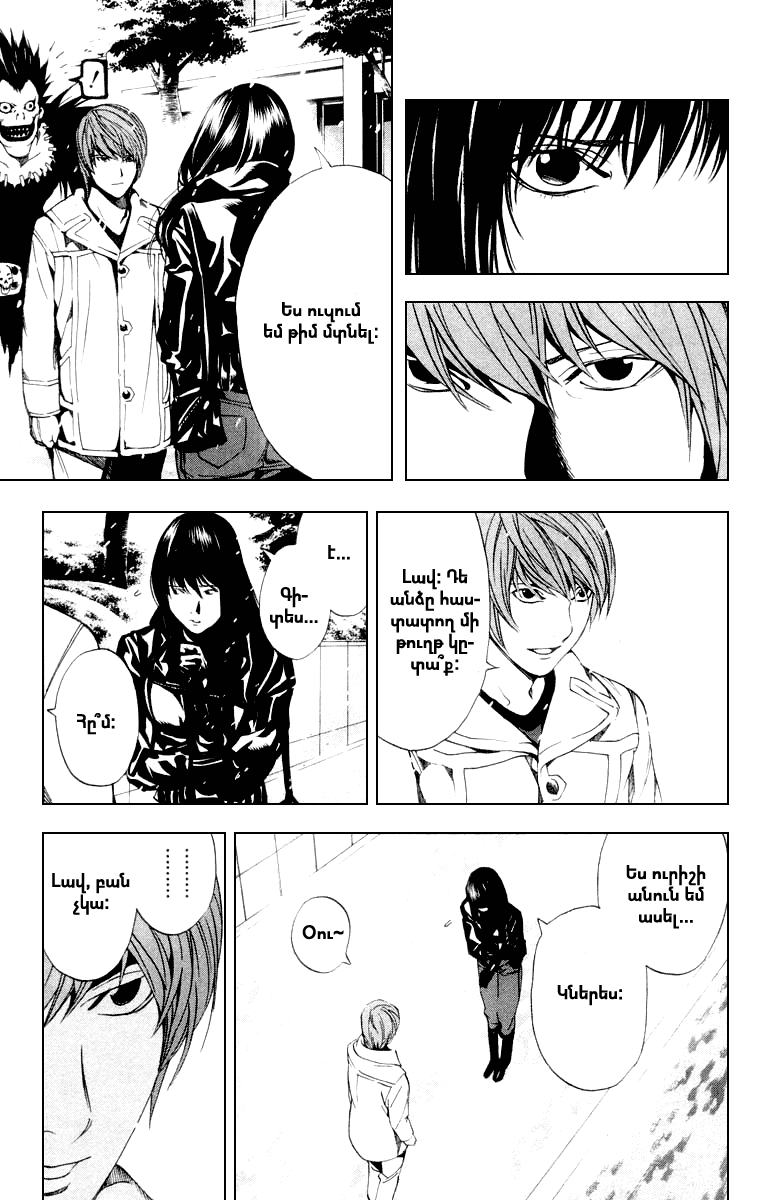 !
Ես ուզում
եմ թիմ մտնել:
Լավ: Դե
անձը հաս-
տատող մի
թուղթ կը-
տա՞ք:
է...
Գի-
տես...
Հը՞մ:
Ես ուրիշի
անուն եմ
ասել...
Կներես:
Օու~
......
......
Լավ, բան
չկա: